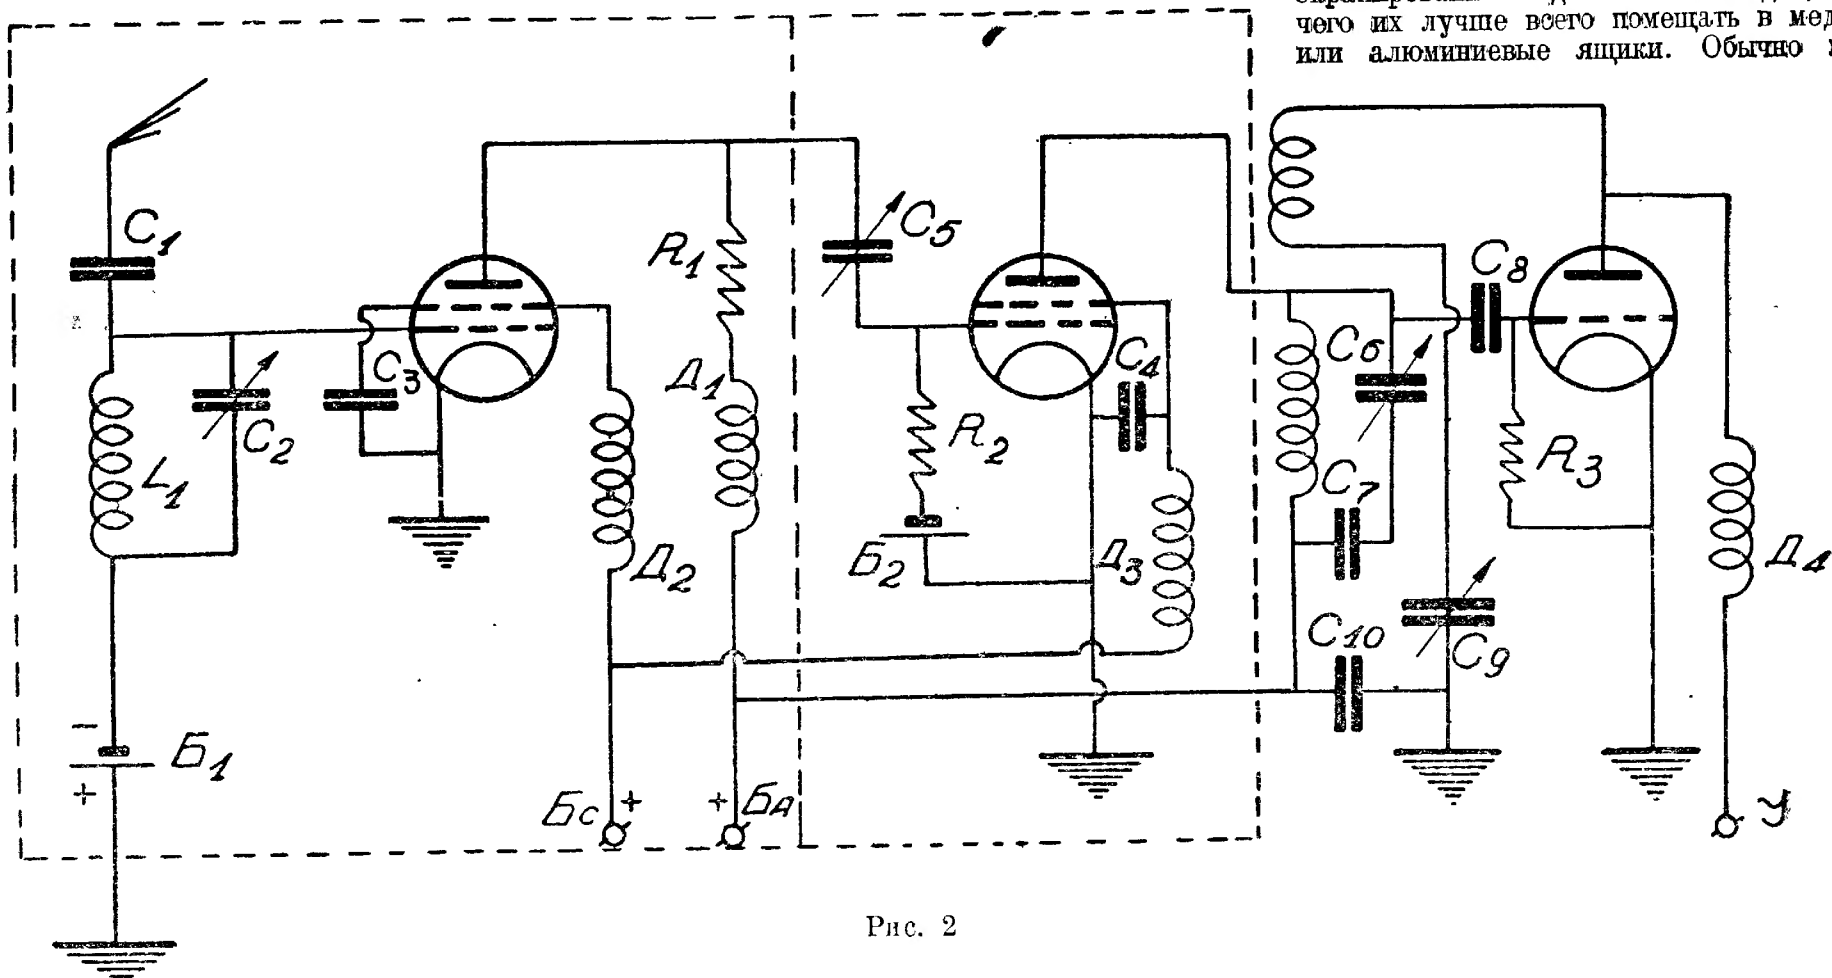 чего их лучше всего помещать в мед
или алюминиевые ящики. Обычно
C1
R1
C5
C8
C3
Д1
C4
C6
C2
R2
L1
C7
R3
Б2
Д3
Д2
Д4
C10
C9
−
Б1
+
Бс +
+ БА
У
Рис. 2